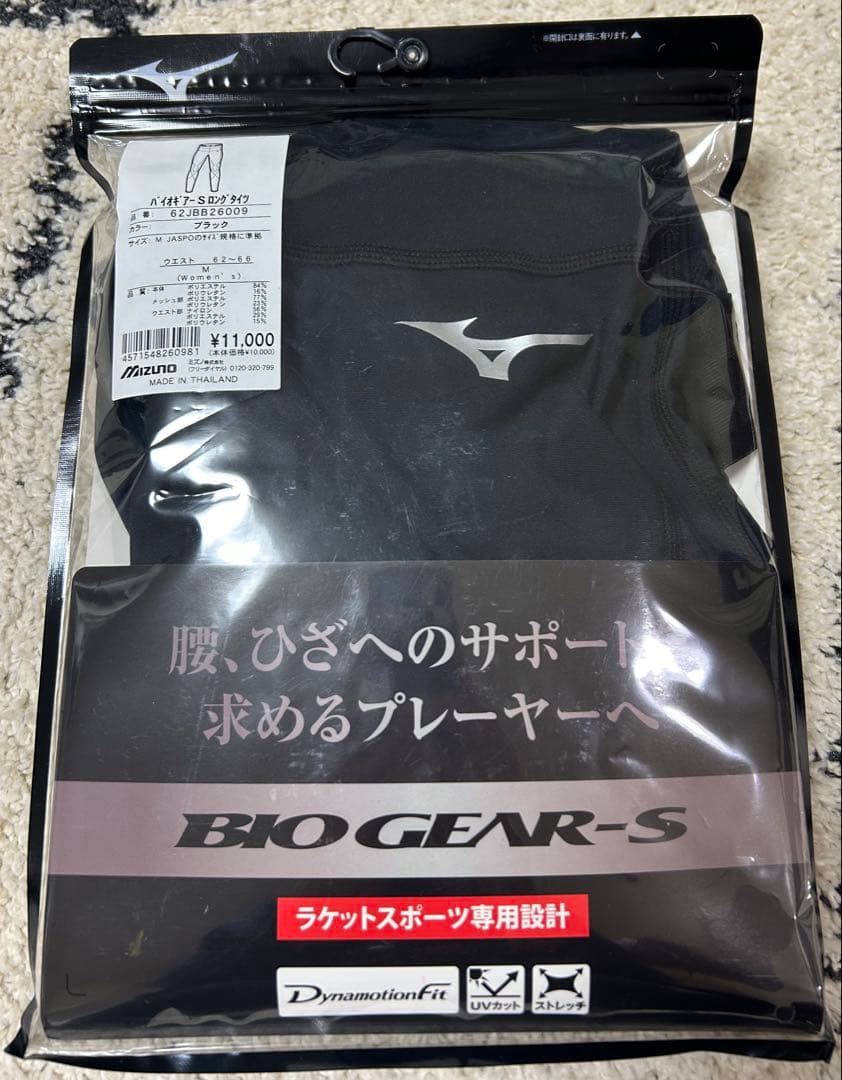 ※開封口は裏面に有ります。▲
バイオギアーSロングタイツ
品番: 62JBB26009
カラー: ブラック
サイズ: M JASPOのサイズ規格に準拠
ウエスト 62~66
M
(Women's)
品質: 本体 ポリエステル 84%
ポリウレタン 16%
メッシュ部 ポリエステル 77%
ポリウレタン 23%
ウエスト部 ナイロン 56%
ポリエステル 29%
ポリウレタン 15%
¥11,000
4571548260981 (本体価格¥10,000)
MIZUNO ミズノ株式会社
(フリーダイヤル) 0120-320-799
MADE IN THAILAND
腰、ひざへのサポート
求めるプレーヤーへ
BIO GEAR-S
ラケットスポーツ専用設計
DynamotionFit
UVカット
ストレッチ